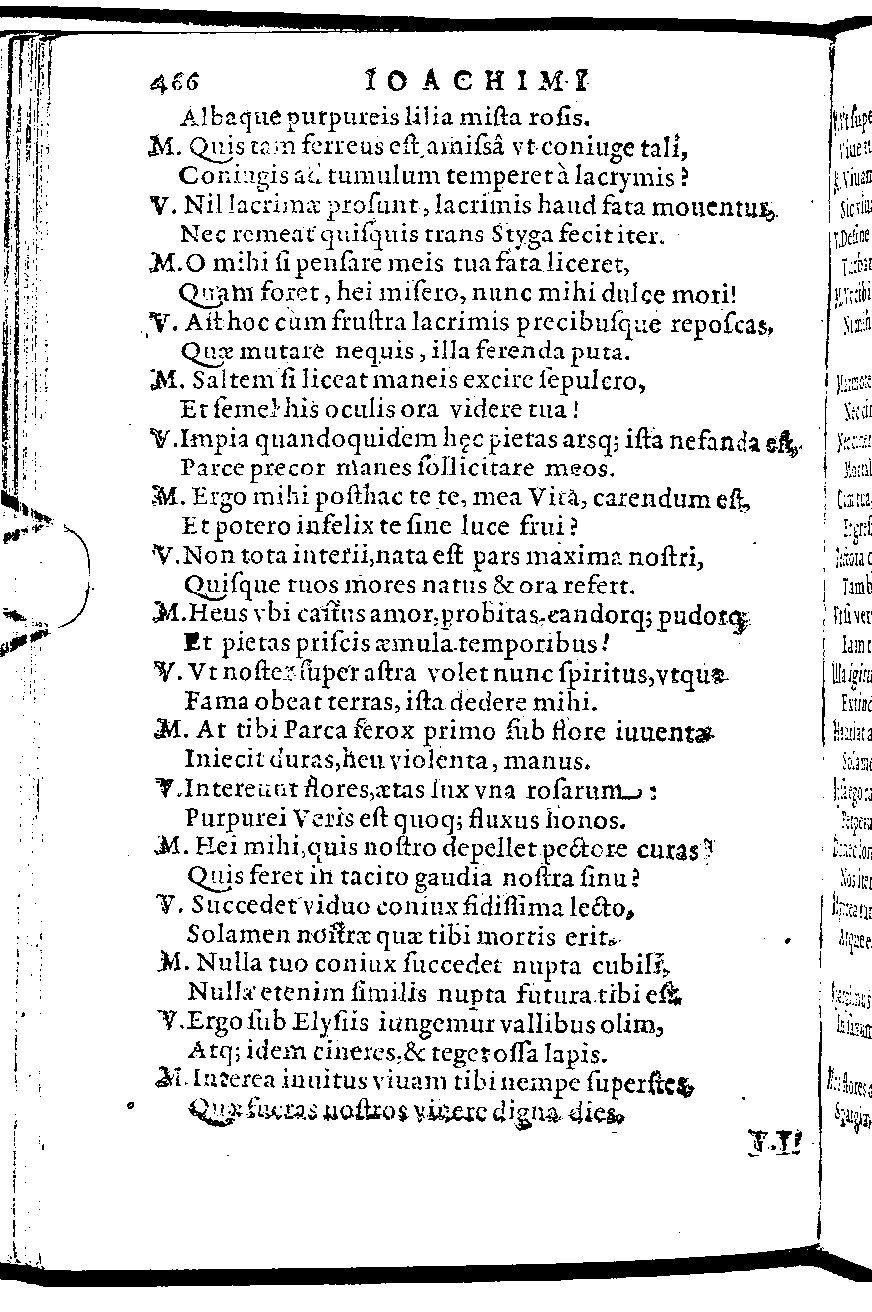 466 IOACHIMI
Albaque purpureis lilia miſta roſis.
M. Quis tam ferreus eſt, amiſsâ vt coniuge tali,
Coniugis ad tumulum temperet à lacrymis?
V. Nil lacrimæ proſunt, lacrimis haud fata mouentur,
Nec remeat quiſquis trans Styga fecit iter.
M. O mihi ſi penſare meis tua fata liceret,
Quam foret, hei miſero, nunc mihi dulce mori!
V. Aſt hoc cùm fruſtra lacrimis precibuſque repoſcas,
Quæ mutare nequis, illa ferenda puta.
M. Saltem ſi liceat maneis excire ſepulcro,
Et ſemel his oculis ora videre tua!
V. Impia quandoquidem hęc pietas arsq; iſta nefanda eſt,
Parce precor manes ſollicitare meos.
M. Ergo mihi poſthac te te, mea Vita, carendum eſt,
Et potero infelix te ſine luce frui?
V. Non tota interii, nata eſt pars maxima noſtri,
Quiſque tuos mores natus & ora refert.
M. Heus vbi caſtus amor, probitas, candorq; pudorq;
Et pietas priſcis æmula temporibus!
V. Vt noſter ſuper aſtra volet nunc ſpiritus, vtque
Fama obeat terras, iſta dedere mihi.
M. At tibi Parca ferox primo ſub flore iuuentæ
Iniecit duras, heu violenta, manus.
V. Intereunt flores, ætas lux vna roſarum:
Purpurei Veris eſt quoq; fluxus honos.
M. Hei mihi, quis noſtro depellet pectore curas?
Quis feret in tacito gaudia noſtra ſinu?
V. Succedet viduo coniux fidiſſima lecto,
Solamen noſtræ quæ tibi mortis erit.
M. Nulla tuo coniux ſuccedet nupta cubili,
Nulla etenim ſimilis nupta futura tibi eſt.
V. Ergo ſub Elyſiis iungemur vallibus olim,
Atq; idem cineres, & teget oſſa lapis.
M. Interea inuitus viuam tibi nempe ſuperſtes,
Quæ fueras noſtros viuere digna dies.